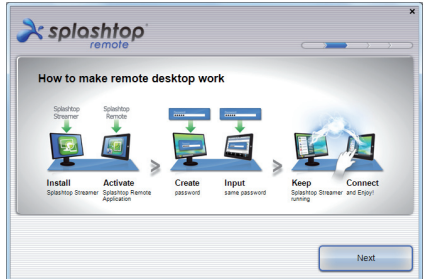 splashtop®
remote
How to make remote desktop work
Splashtop Streamer
Splashtop Remote
Install
Splashtop Streamer
Activate
Splashtop Remote Application
Create
password
Input
same password
Keep
Splashtop Streamer running
Connect
and Enjoy!
Next